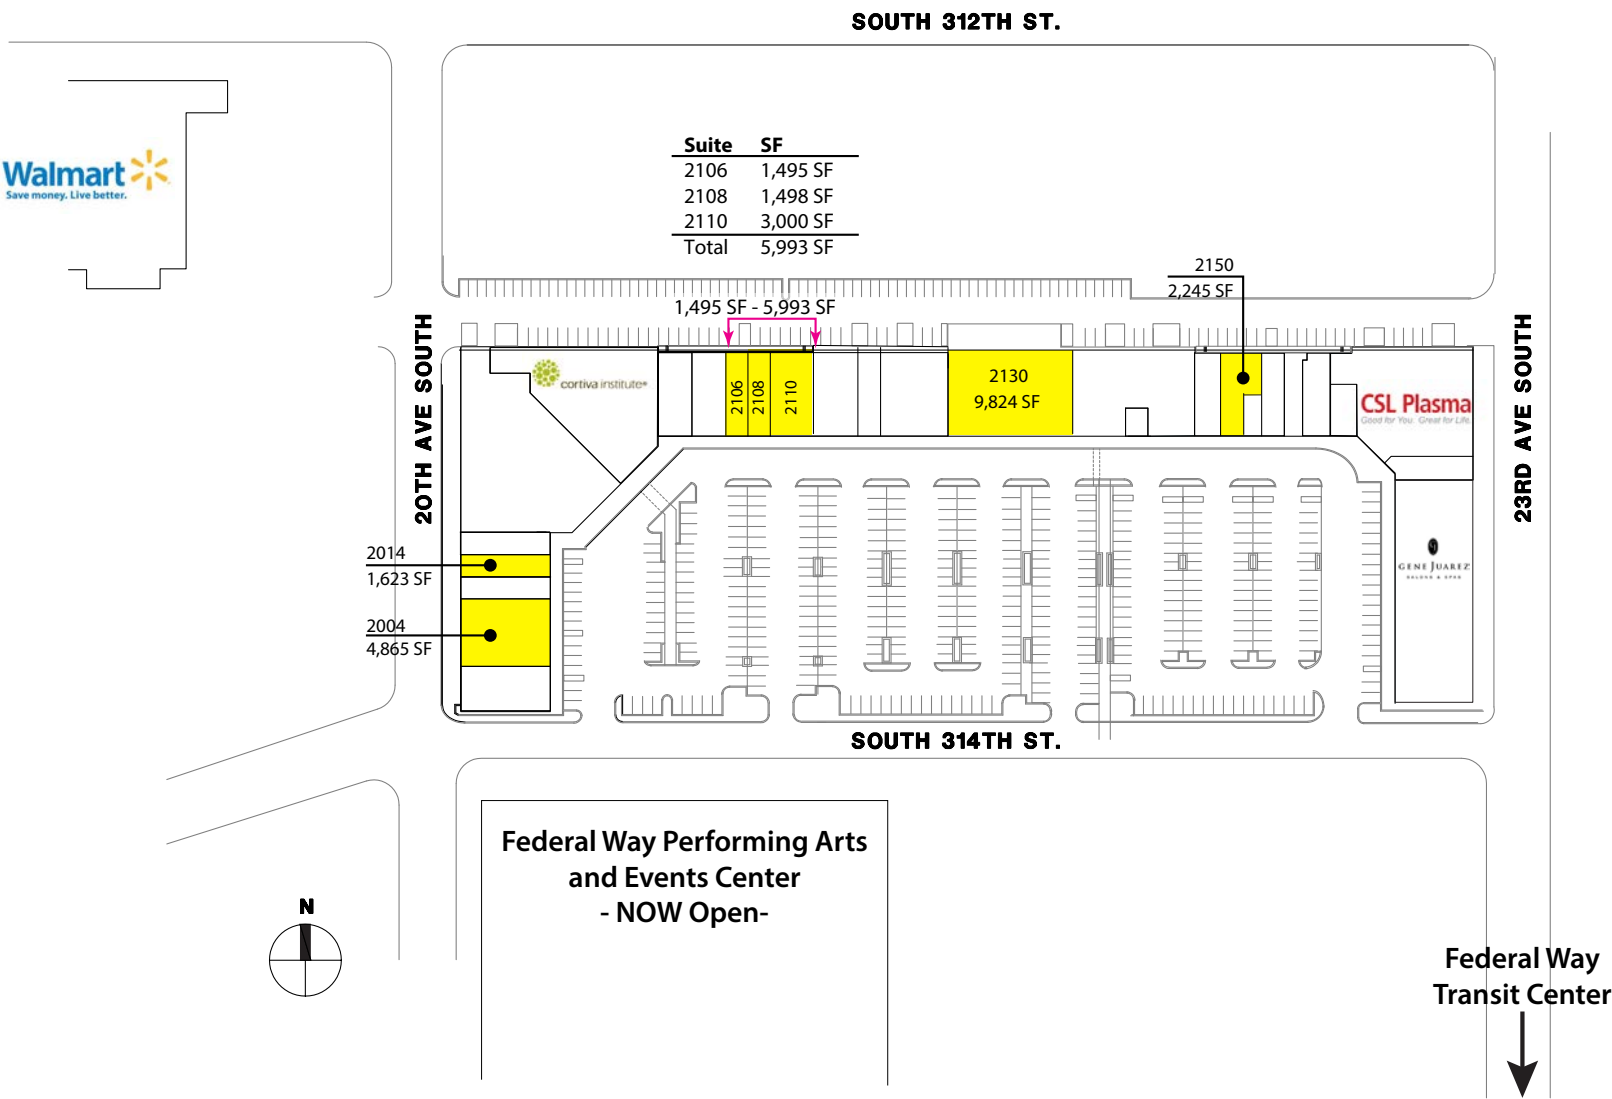 SOUTH 312TH ST.
Walmart
Save money. Live better.
Suite SF
2106 1,495 SF
2108 1,498 SF
2110 3,000 SF
Total 5,993 SF
2150
2,245 SF
1,495 SF - 5,993 SF
20TH AVE SOUTH
23RD AVE SOUTH
cortiva institute®
2106
2108
2110
2130
9,824 SF
CSL Plasma
Good for You. Great for Life.
2014
1,623 SF
GENE JUAREZ
SALONS & SPAS
2004
4,865 SF
SOUTH 314TH ST.
Federal Way Performing Arts
and Events Center
- NOW Open-
N
Federal Way
Transit Center